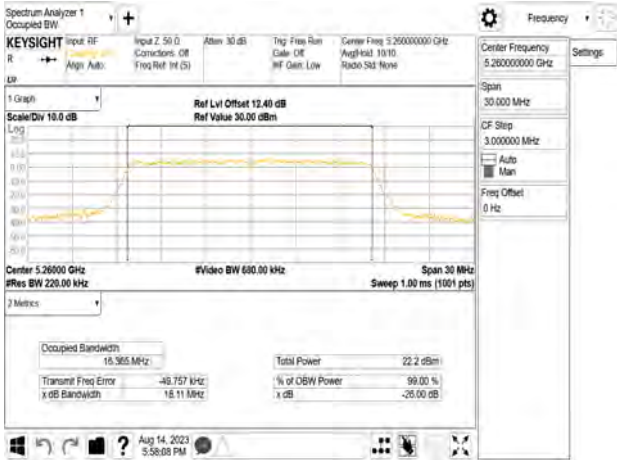 Spectrum Analyzer 1
Occupied BW
Frequency
KEYSIGHT
R
Input: RF
Align: Auto
Input Z: 50 Ω
Corrections: Off
Freq Ref: Int (S)
Atten: 30 dB
Trig: Free Run
Gate: Off
#IF Gain: Low
Center Freq: 5.260000000 GHz
Avg|Hold: 10/10
Radio Std: None
Center Frequency
5.260000000 GHz
Settings
Span
30.000 MHz
CF Step
3.000000 MHz
Auto
Man
Freq Offset
0 Hz
1 Graph
Scale/Div 10.0 dB
Log
Ref Lvl Offset 12.40 dB
Ref Value 30.00 dBm
Center 5.26000 GHz
#Res BW 220.00 kHz
#Video BW 680.00 kHz
Span 30 MHz
Sweep 1.00 ms (1001 pts)
2 Metrics
Occupied Bandwidth
16.365 MHz
Transmit Freq Error
-49.757 kHz
x dB Bandwidth
18.11 MHz
Total Power
22.2 dBm
% of OBW Power
99.00 %
x dB
-26.00 dB
Aug 14, 2023
5:58:08 PM